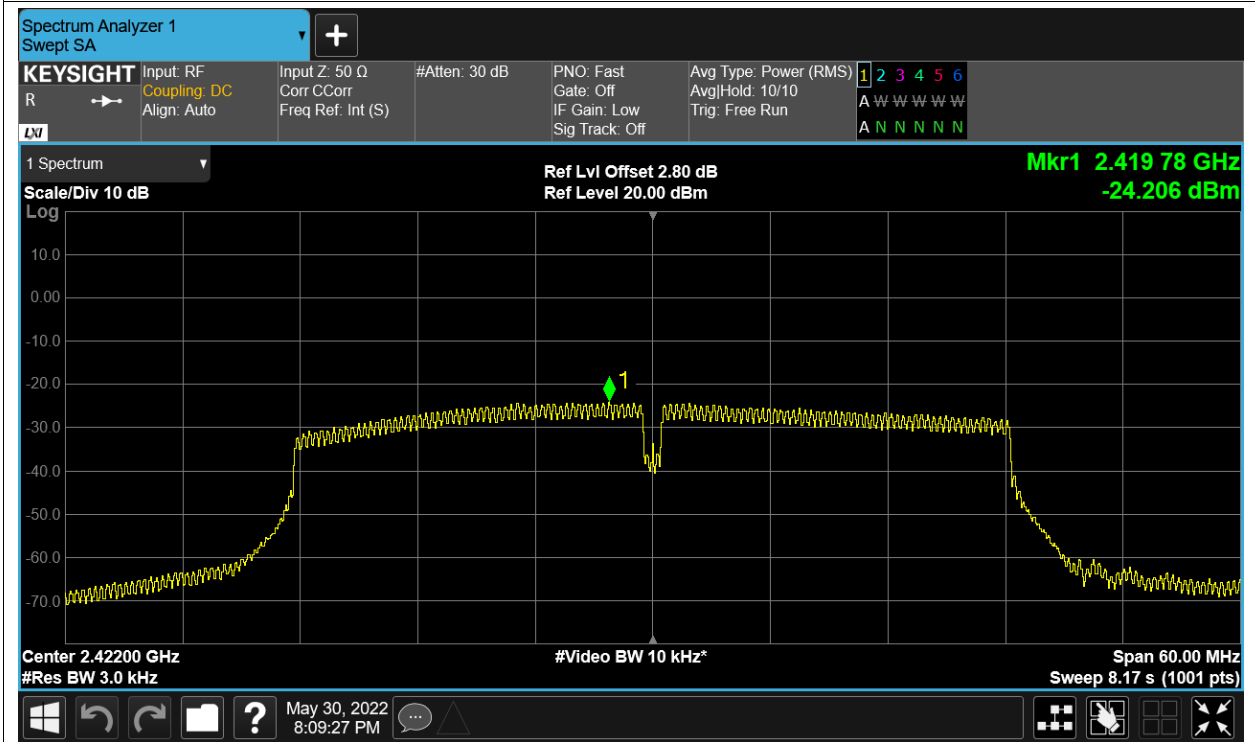 Spectrum Analyzer 1
Swept SA
KEYSIGHT
R
LXI
Input: RF
Coupling: DC
Align: Auto
Input Z: 50 Ω
Corr CCorr
Freq Ref: Int (S)
#Atten: 30 dB
PNO: Fast
Gate: Off
IF Gain: Low
Sig Track: Off
Avg Type: Power (RMS)
Avg|Hold: 10/10
Trig: Free Run
1 2 3 4 5 6
A W W W W W
A N N N N N
1 Spectrum
Scale/Div 10 dB
Log
Ref Lvl Offset 2.80 dB
Ref Level 20.00 dBm
Mkr1 2.419 78 GHz
-24.206 dBm
10.0
0.00
-10.0
-20.0
-30.0
-40.0
-50.0
-60.0
-70.0
1
Center 2.42200 GHz
#Res BW 3.0 kHz
#Video BW 10 kHz*
Span 60.00 MHz
Sweep 8.17 s (1001 pts)
?
May 30, 2022
8:09:27 PM